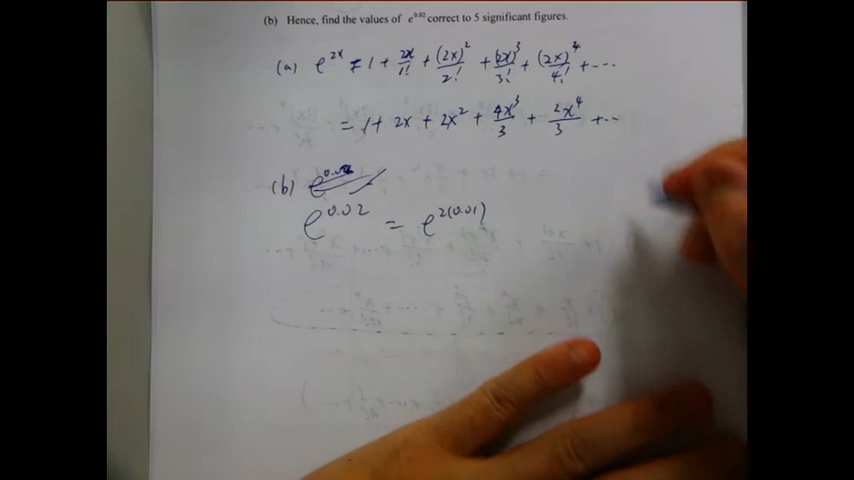 (b) Hence, find the values of e^0.02 correct to 5 significant figures.
(a) e^2x = 1 + 2x/1! + (2x)^2/2! + (2x)^3/3! + (2x)^4/4! + ...
= 1 + 2x + 2x^2 + 4x^3/3 + 2x^4/3 + ...
(b)
e^0.02 = e^2(0.01)